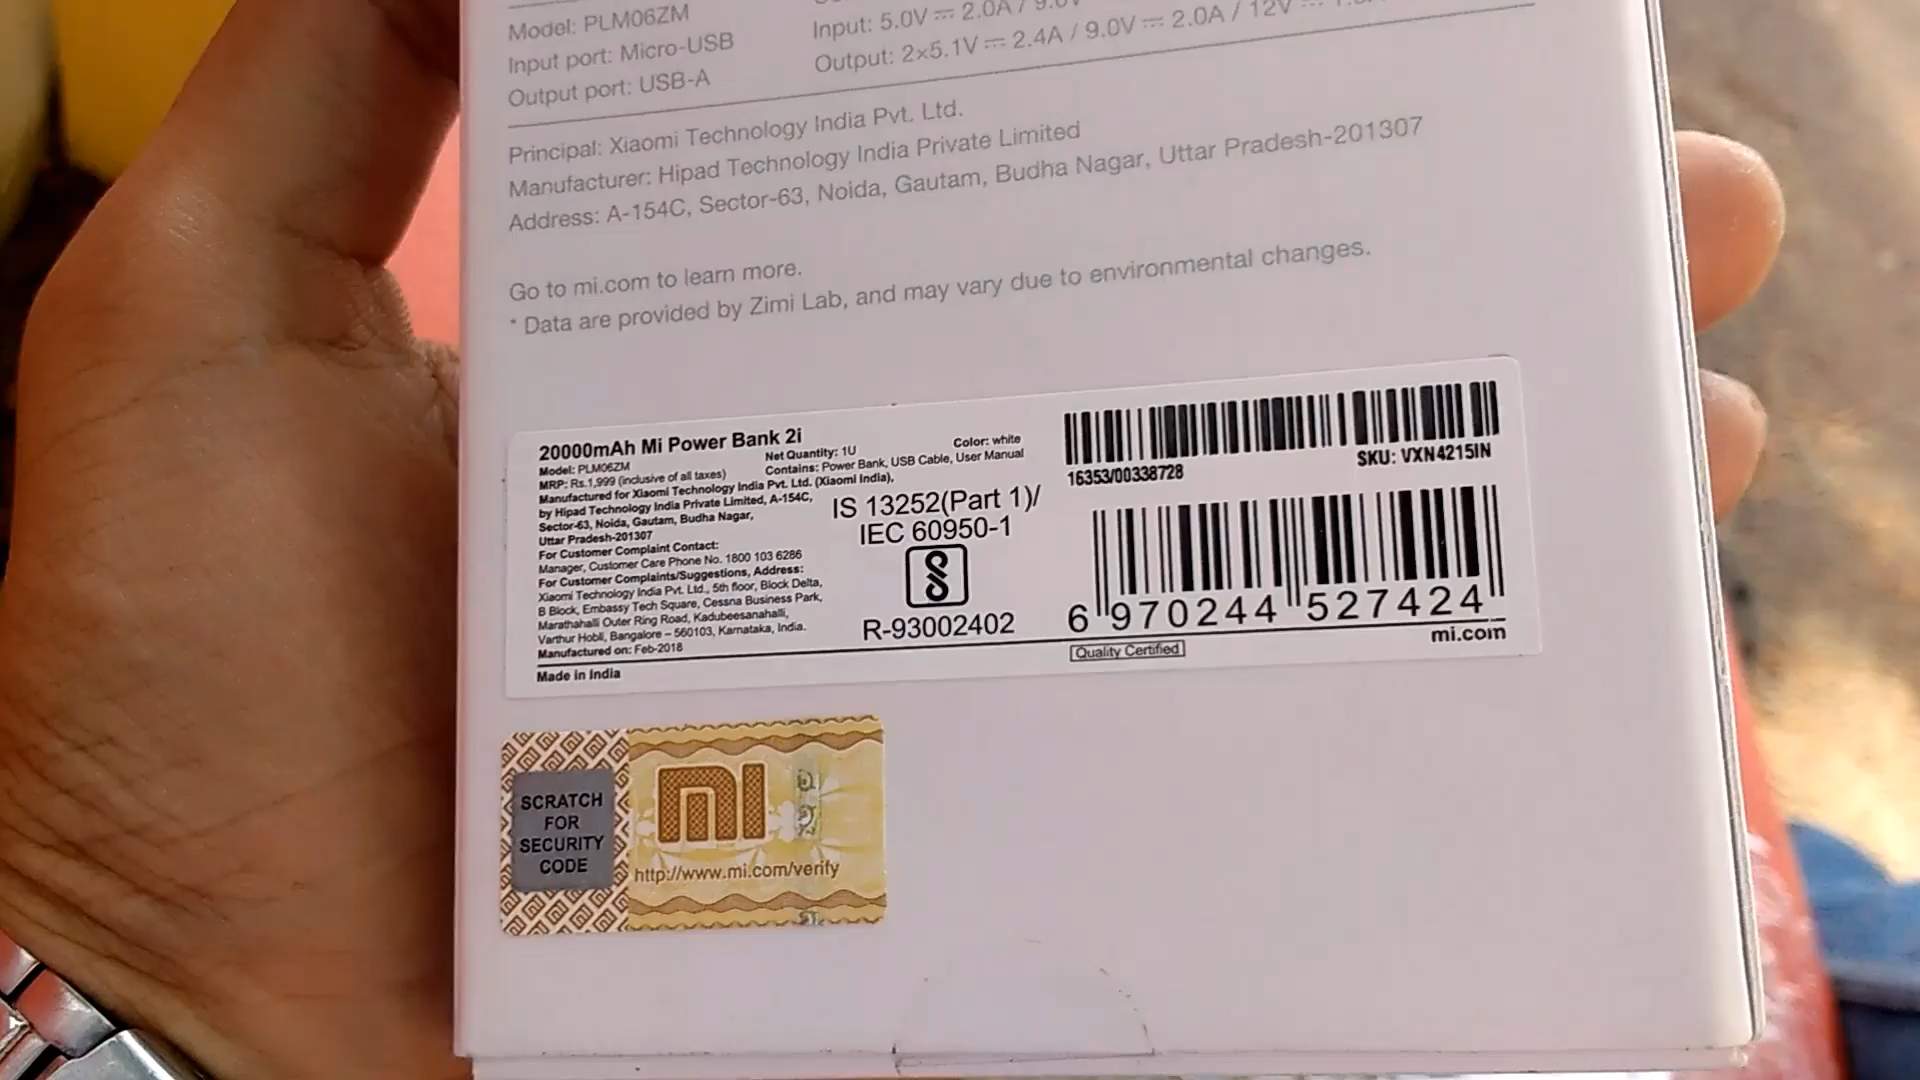 Model: PLM06ZM
Input port: Micro-USB
Output port: USB-A
Input: 5.0V ⎓ 2.0A / 9.0V
Output: 2×5.1V ⎓ 2.4A / 9.0V ⎓ 2.0A / 12V
Principal: Xiaomi Technology India Pvt. Ltd.
Manufacturer: Hipad Technology India Private Limited
Address: A-154C, Sector-63, Noida, Gautam, Budha Nagar, Uttar Pradesh-201307
Go to mi.com to learn more.
* Data are provided by Zimi Lab, and may vary due to environmental changes.
20000mAh Mi Power Bank 2i
Model: PLM06ZM
Net Quantity: 1U
Color: white
MRP: Rs.1,999 (inclusive of all taxes)
Contains: Power Bank, USB Cable, User Manual
Manufactured for Xiaomi Technology India Pvt. Ltd. (Xiaomi India),
by Hipad Technology India Private Limited, A-154C,
Sector-63, Noida, Gautam, Budha Nagar,
Uttar Pradesh-201307
For Customer Complaint Contact:
Manager, Customer Care Phone No. 1800 103 6286
For Customer Complaints/Suggestions, Address:
Xiaomi Technology India Pvt. Ltd., 5th floor, Block Delta,
B Block, Embassy Tech Square, Cessna Business Park,
Marathahalli Outer Ring Road, Kadubeesanahalli,
Varthur Hobli, Bangalore – 560103, Karnataka, India.
Manufactured on: Feb-2018
Made in India
IS 13252(Part 1)/
IEC 60950-1
R-93002402
16353/00338728
SKU: VXN4215IN
6 970244 527424
mi.com
Quality Certified
SCRATCH
FOR
SECURITY
CODE
mi
http://www.mi.com/verify